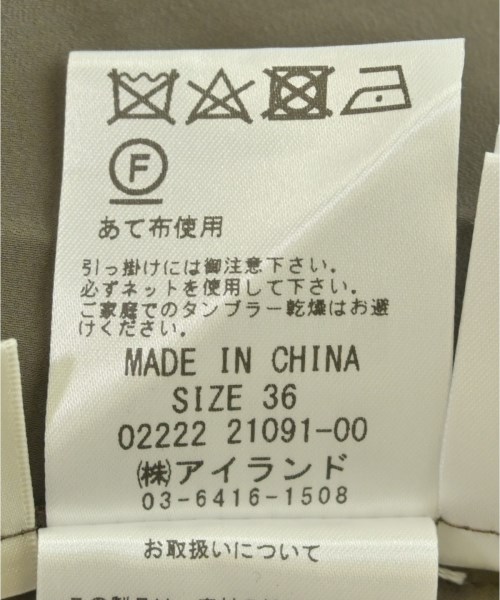 F
あて布使用
引っ掛けには御注意下さい。
必ずネットを使用して下さい。
ご家庭でのタンブラー乾燥はお避
けください。
MADE IN CHINA
SIZE 36
02222 21091-00
㈱アイランド
03-6416-1508
お取扱いについて